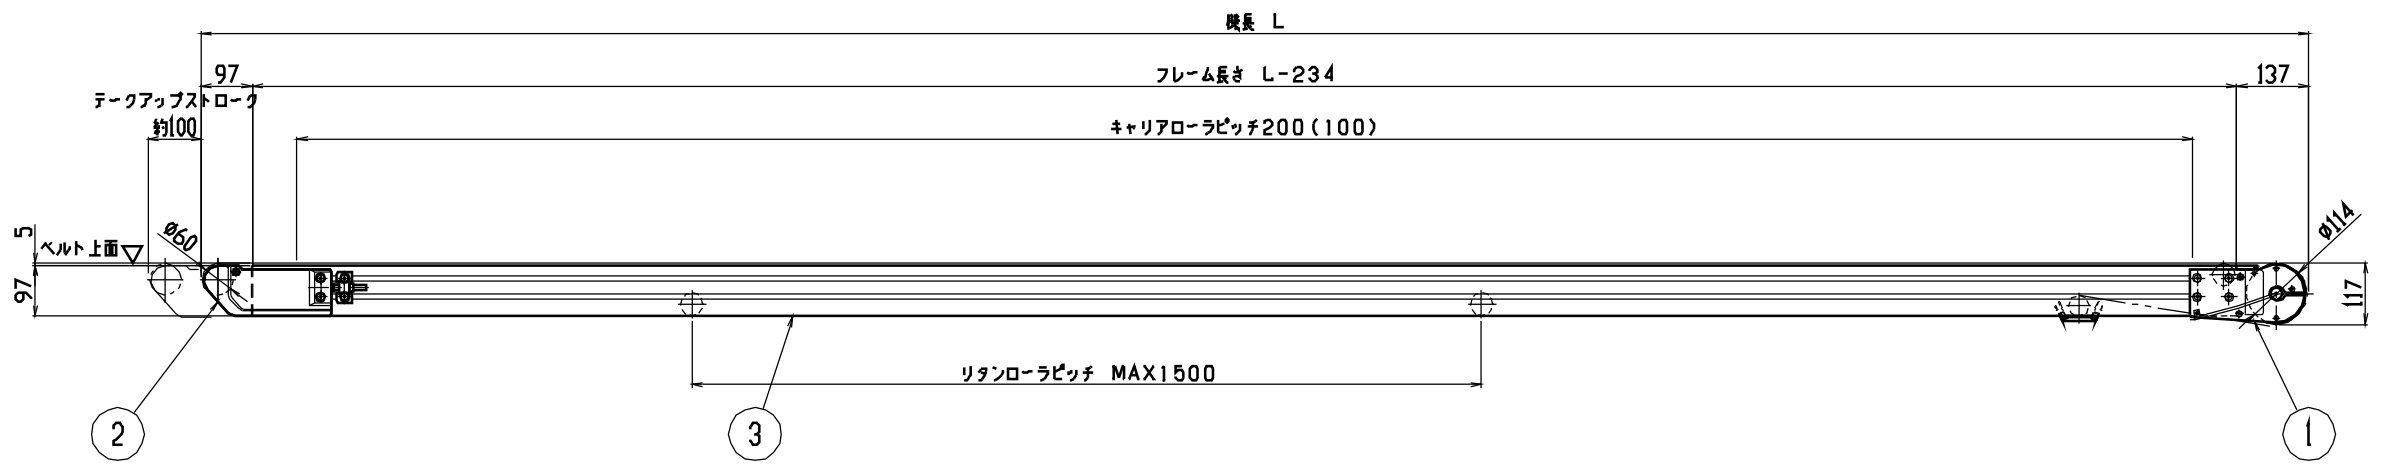 機長 L
97
フレーム長さ L-234
137
テークアップストローク
約100
キャリアローラピッチ200(100)
5
ベルト上面
ø60
ø114
97
117
リタンローラピッチ MAX1500
2
3
1